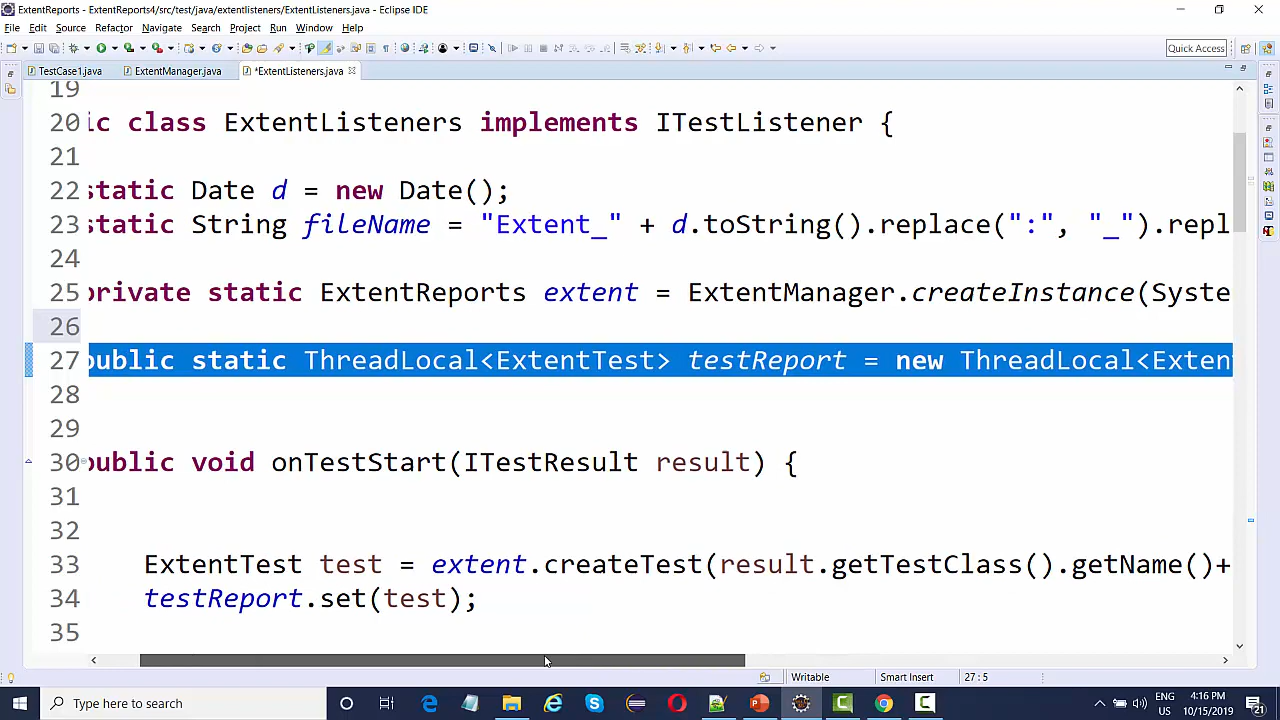 ExtentReports - ExtentReports4/src/test/java/extentlisteners/ExtentListeners.java - Eclipse IDE
File Edit Source Refactor Navigate Search Project Run Window Help
Quick Access
TestCase1.java ExtentManager.java *ExtentListeners.java
19
20 ic class ExtentListeners implements ITestListener {
21
22 static Date d = new Date();
23 static String fileName = "Extent_" + d.toString().replace(":", "_").repl
24
25 private static ExtentReports extent = ExtentManager.createInstance(System
26
27 public static ThreadLocal<ExtentTest> testReport = new ThreadLocal<Extent
28
29
30 public void onTestStart(ITestResult result) {
31
32
33 ExtentTest test = extent.createTest(result.getTestClass().getName()+
34 testReport.set(test);
35
Writable Smart Insert 27 : 5
Type here to search
ENG
US
4:16 PM
10/15/2019
21